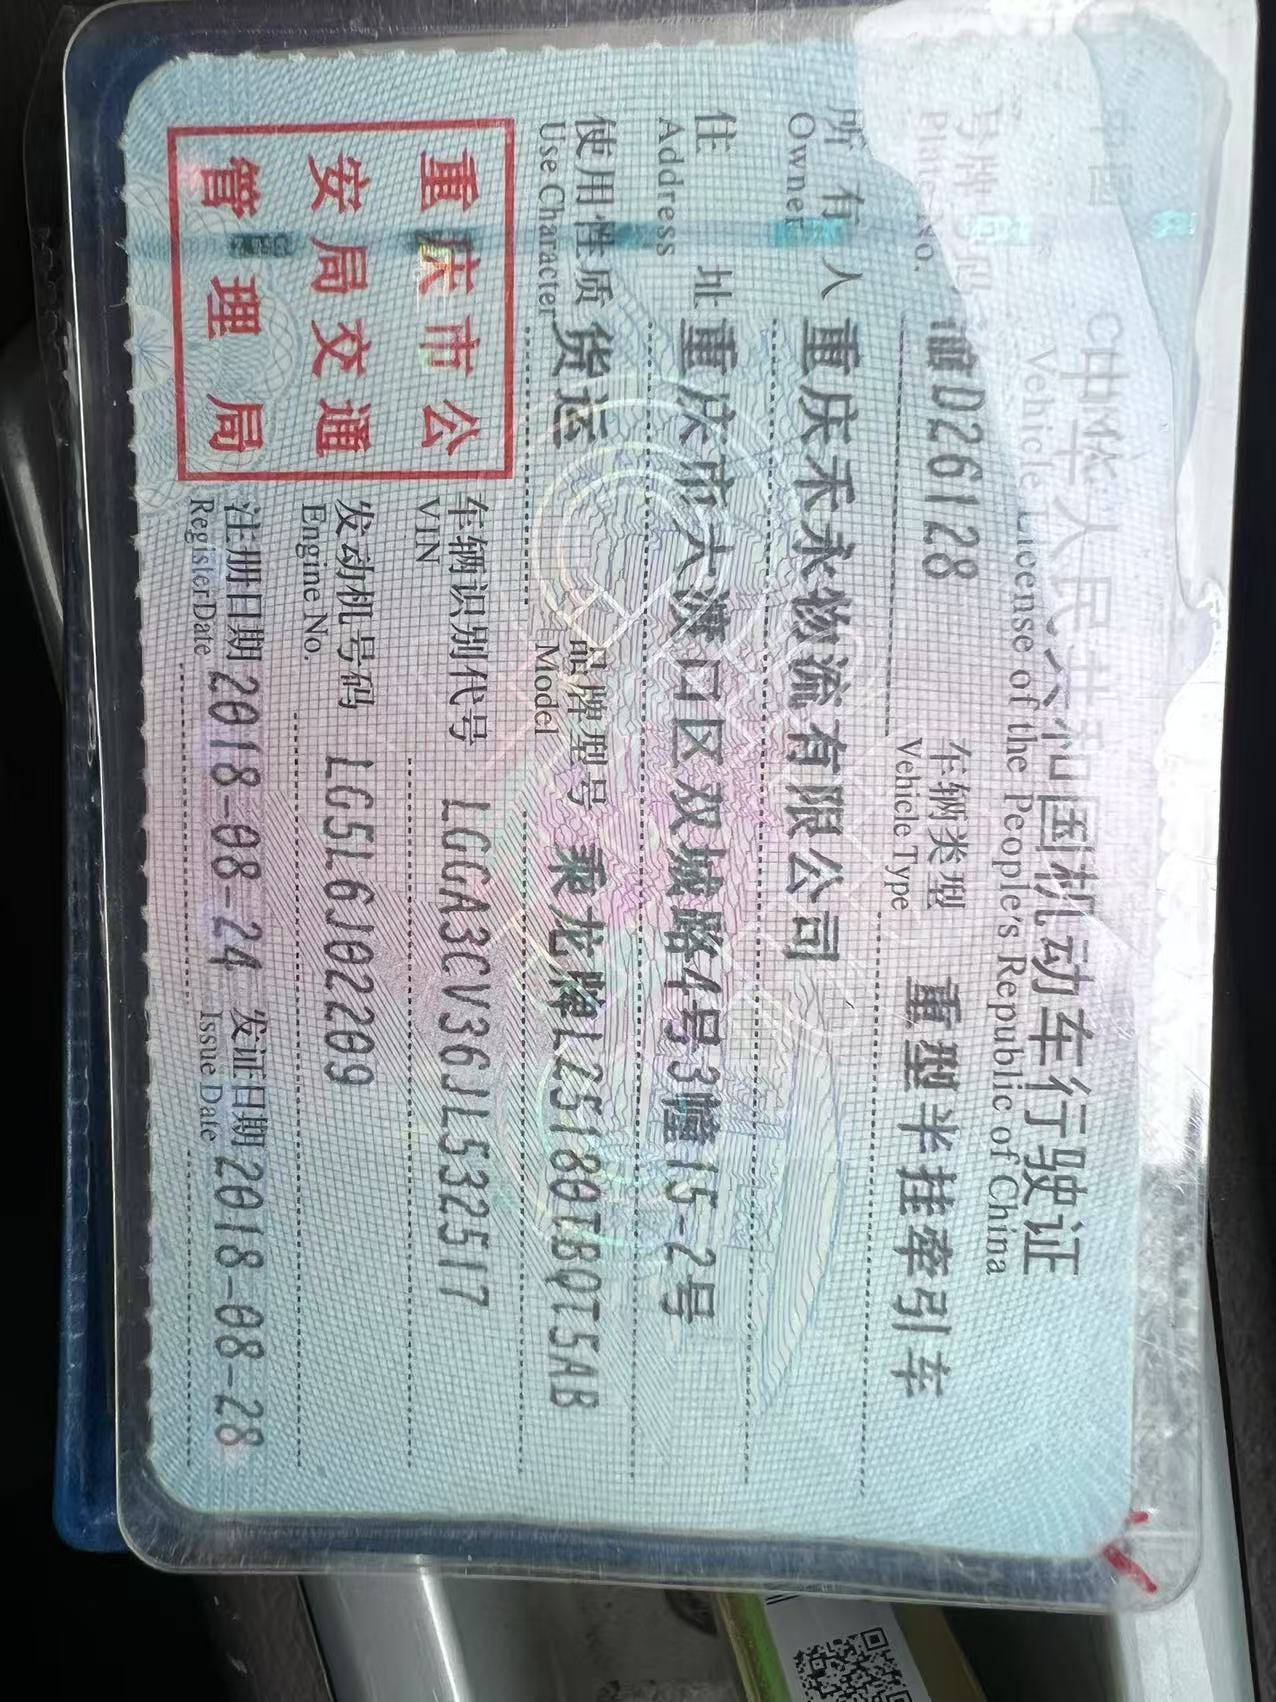 中华人民共和国机动车行驶证
Vehicle License of the People's Republic of China
号牌号码 渝D26128 车辆类型 重型半挂牵引车
Plate No. Vehicle Type
所有人 重庆禾永物流有限公司
Owner
住址 重庆市大渡口区双城路4号3幢15-2号
Address
使用性质 货运 品牌型号 乘龙牌LZ5180TBQT5AB
Use Character Model
车辆识别代号 LGGA3CV36JL532517
VIN
发动机号码 LG5L6J02209
Engine No.
注册日期 2018-08-24 发证日期 2018-08-28
Register Date Issue Date
重庆市公
安局交通
管理局